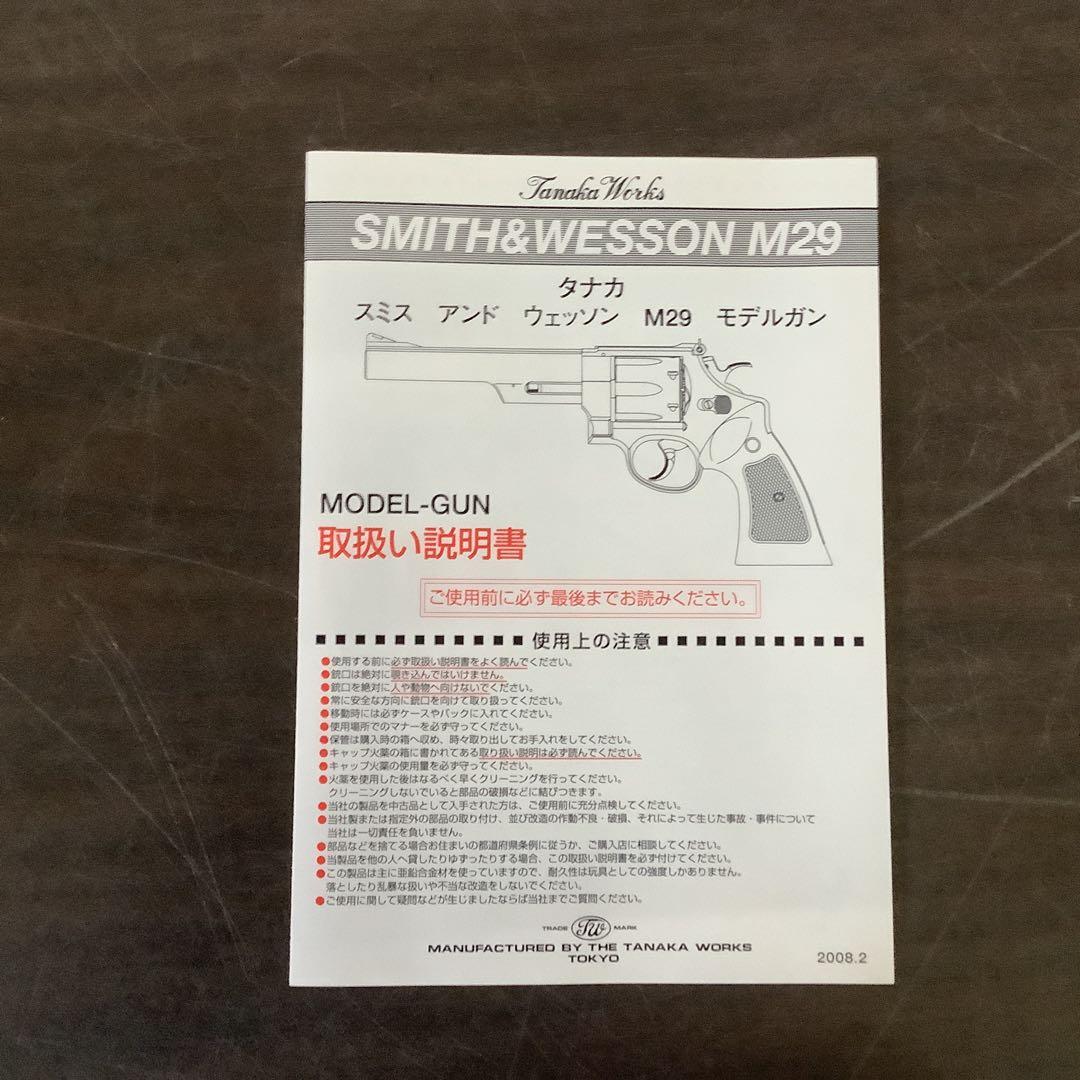 Tanaka Works
SMITH&WESSON M29
タナカ
スミス アンド ウェッソン M29 モデルガン
MODEL-GUN
取扱い説明書
ご使用前に必ず最後までお読みください。
使用上の注意
●使用する前に必ず取扱い説明書をよく読んでください。
●銃口は絶対に覗き込んではいけません。
●銃口を絶対に人や動物へ向けないでください。
●常に安全な方向に銃口を向けて取り扱ってください。
●移動時には必ずケースやバックに入れてください。
●使用場所でのマナーを必ず守ってください。
●保管は購入時の箱へ収め、時々取り出してお手入れをしてください。
●キャップ火薬の箱に書かれてある取り扱い説明は必ず読んでください。
●キャップ火薬の使用量を必ず守ってください。
●火薬を使用した後はなるべく早くクリーニングを行ってください。
クリーニングしないでいると部品の破損などに結びつきます。
●当社の製品を中古品として入手された方は、ご使用前に充分点検してください。
●当社製または指定外の部品の取り付け、並び改造の作動不良・破損、それによって生じた事故・事件について
当社は一切責任を負いません。
●部品などを捨てる場合お住まいの都道府県条例に従うか、ご購入店に相談してください。
●当製品を他の人へ貸したりゆずったりする場合、この取扱い説明書を必ず付けてください。
●この製品は主に亜鉛合金材を使っていますので、耐久性は玩具としての強度しかありません。
落としたり乱暴な扱いや不当な改造をしないでください。
●ご使用に関して疑問などが生じましたならば当社までご質問ください。
TRADE TW MARK
MANUFACTURED BY THE TANAKA WORKS
TOKYO
2008.2